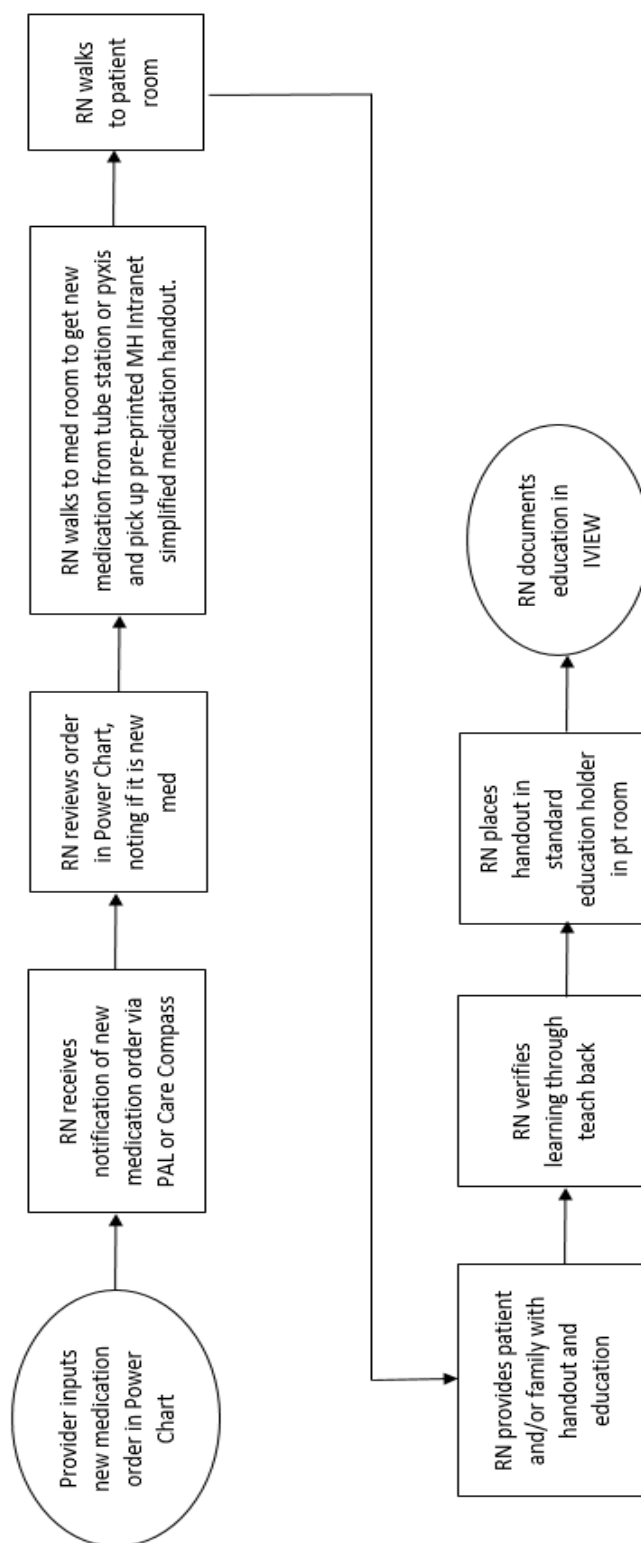 Provider inputs
new medication
order in Power
Chart
RN receives
notification of new
medication order via
PAL or Care Compass
RN reviews order
in Power Chart,
noting if it is new
med
RN walks to med room to get new
medication from tube station or pyxis
and pick up pre-printed MH Intranet
simplified medication handout.
RN walks
to patient
room
RN provides patient
and/or family with
handout and
education
RN verifies
learning through
teach back
RN places
handout in
standard
education holder
in pt room
RN documents
education in
IVIEW